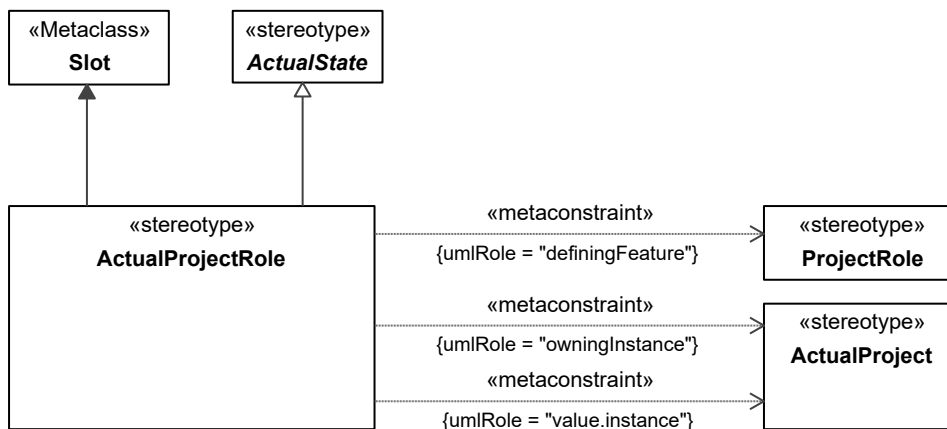 «Metaclass»
Slot
«stereotype»
ActualState
«stereotype»
ActualProjectRole
«metaconstraint»
{umlRole = "definingFeature"}
«stereotype»
ProjectRole
«metaconstraint»
{umlRole = "owningInstance"}
«stereotype»
ActualProject
«metaconstraint»
{umlRole = "value.instance"}